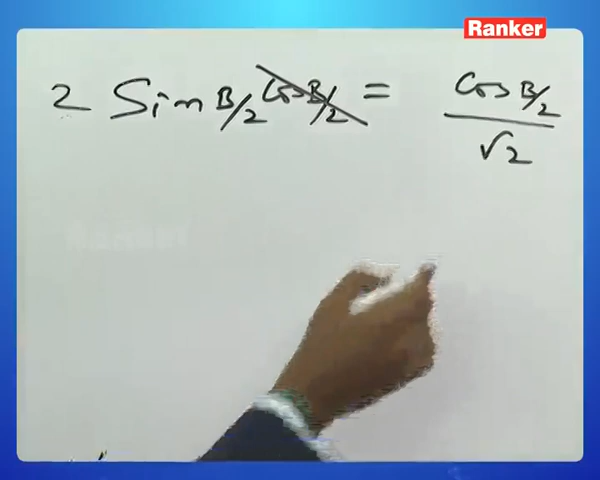 Ranker
2 Sin B/2 Cos B/2 = Cos B/2 / √2